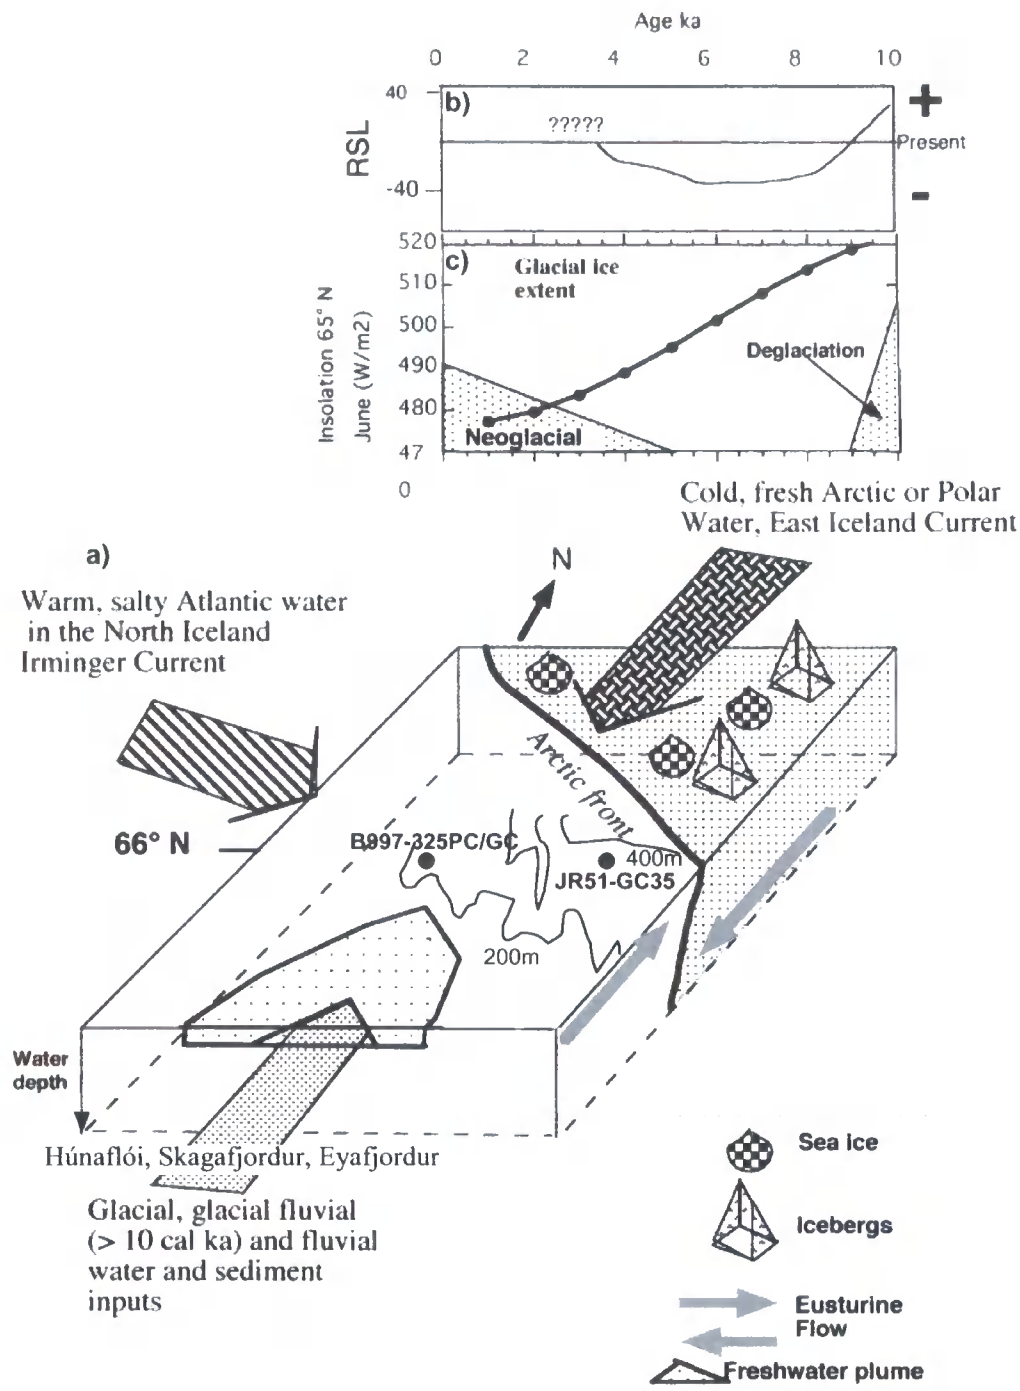 Age ka
0 2 4 6 8 10
40
b)
+
?????
RSL
Present
-40
-
520
c)
Glacial ice
extent
510
500
Insolation 65° N
June (W/m2)
Deglaciation
490
480
Neoglacial
47
0
Cold, fresh Arctic or Polar
Water, East Iceland Current
a)
N
Warm, salty Atlantic water
in the North Iceland
Irminger Current
Arctic front
66° N
B997-325PC/GC
400m
JR51-GC35
200m
Water
depth
Húnaflói, Skagafjordur, Eyafjordur
Sea ice
Glacial, glacial fluvial
(> 10 cal ka) and fluvial
water and sediment
inputs
Icebergs
Eusturine
Flow
Freshwater plume